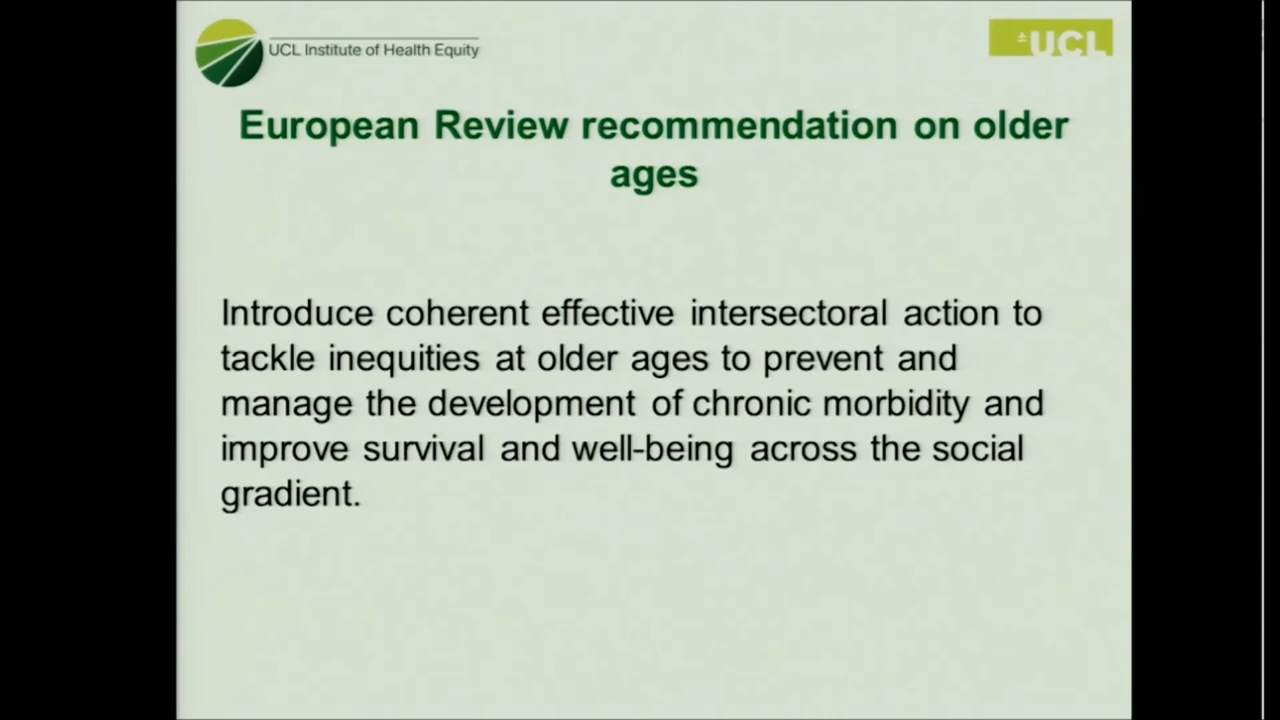 UCL Institute of Health Equity
UCL
European Review recommendation on older
ages
Introduce coherent effective intersectoral action to
tackle inequities at older ages to prevent and
manage the development of chronic morbidity and
improve survival and well-being across the social
gradient.